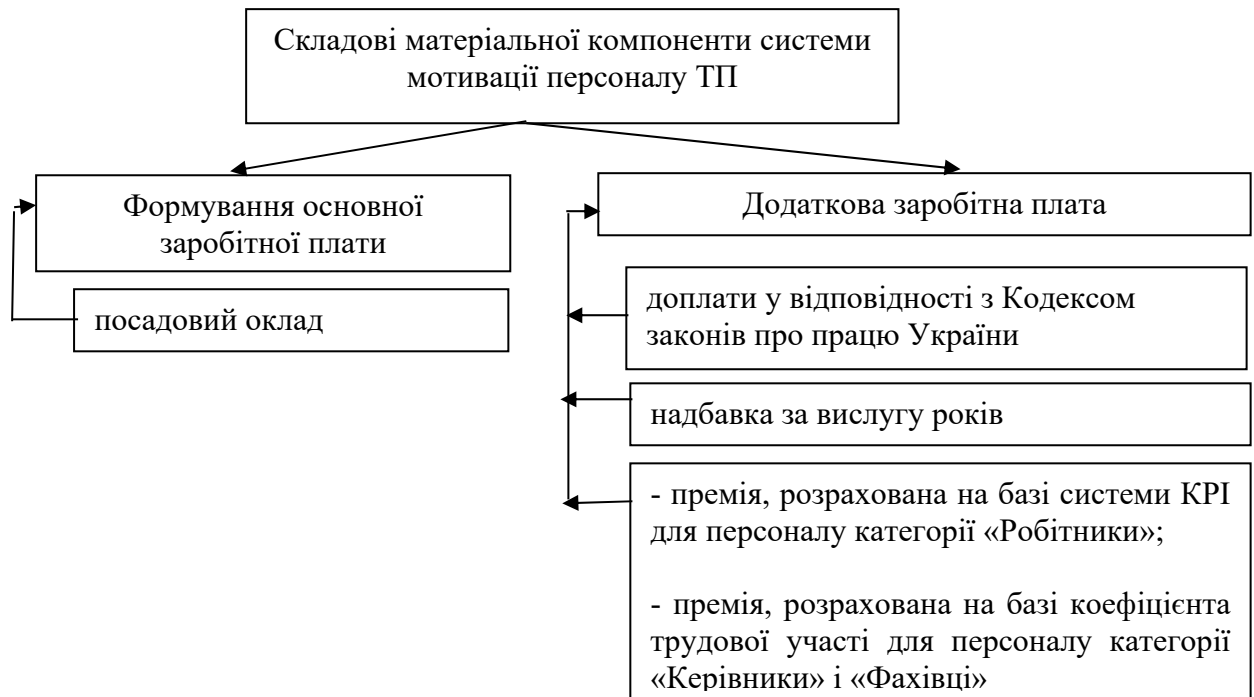 Складові матеріальної компоненти системи
мотивації персоналу ТП
Формування основної
заробітної плати
посадовий оклад
Додаткова заробітна плата
доплати у відповідності з Кодексом
законів про працю України
надбавка за вислугу років
- премія, розрахована на базі системи КРІ
для персоналу категорії «Робітники»;
- премія, розрахована на базі коефіцієнта
трудової участі для персоналу категорії
«Керівники» і «Фахівці»